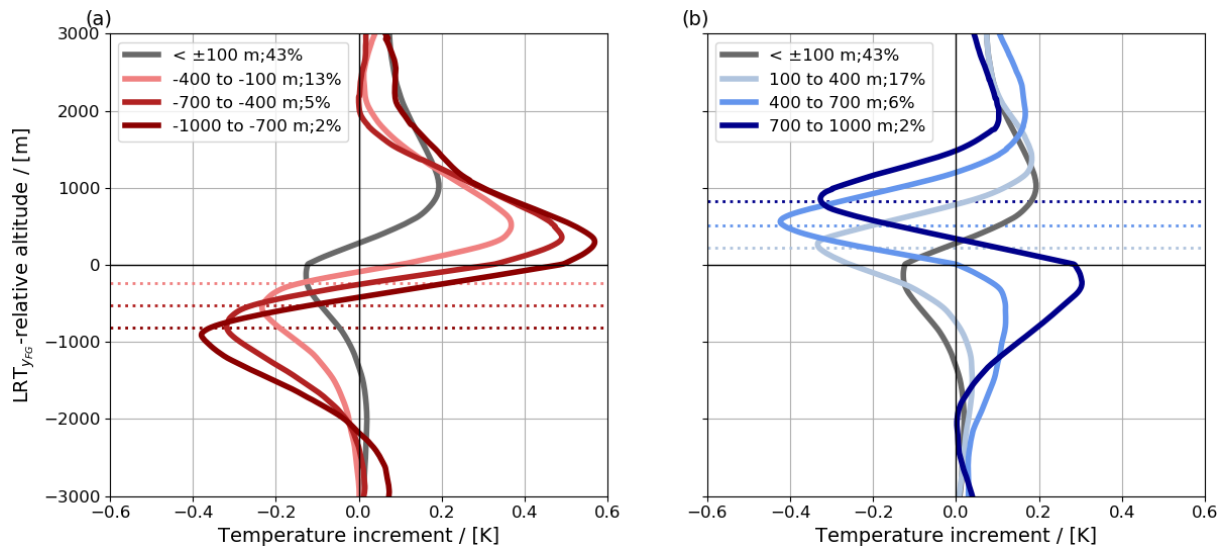 (a)
3000
2000
1000
0
−1000
−2000
−3000
LRT_{y_{FG}}-relative altitude / [m]
< ±100 m;43%
-400 to -100 m;13%
-700 to -400 m;5%
-1000 to -700 m;2%
−0.6
−0.4
−0.2
0.0
0.2
0.4
0.6
Temperature increment / [K]
(b)
< ±100 m;43%
100 to 400 m;17%
400 to 700 m;6%
700 to 1000 m;2%
−0.6
−0.4
−0.2
0.0
0.2
0.4
0.6
Temperature increment / [K]